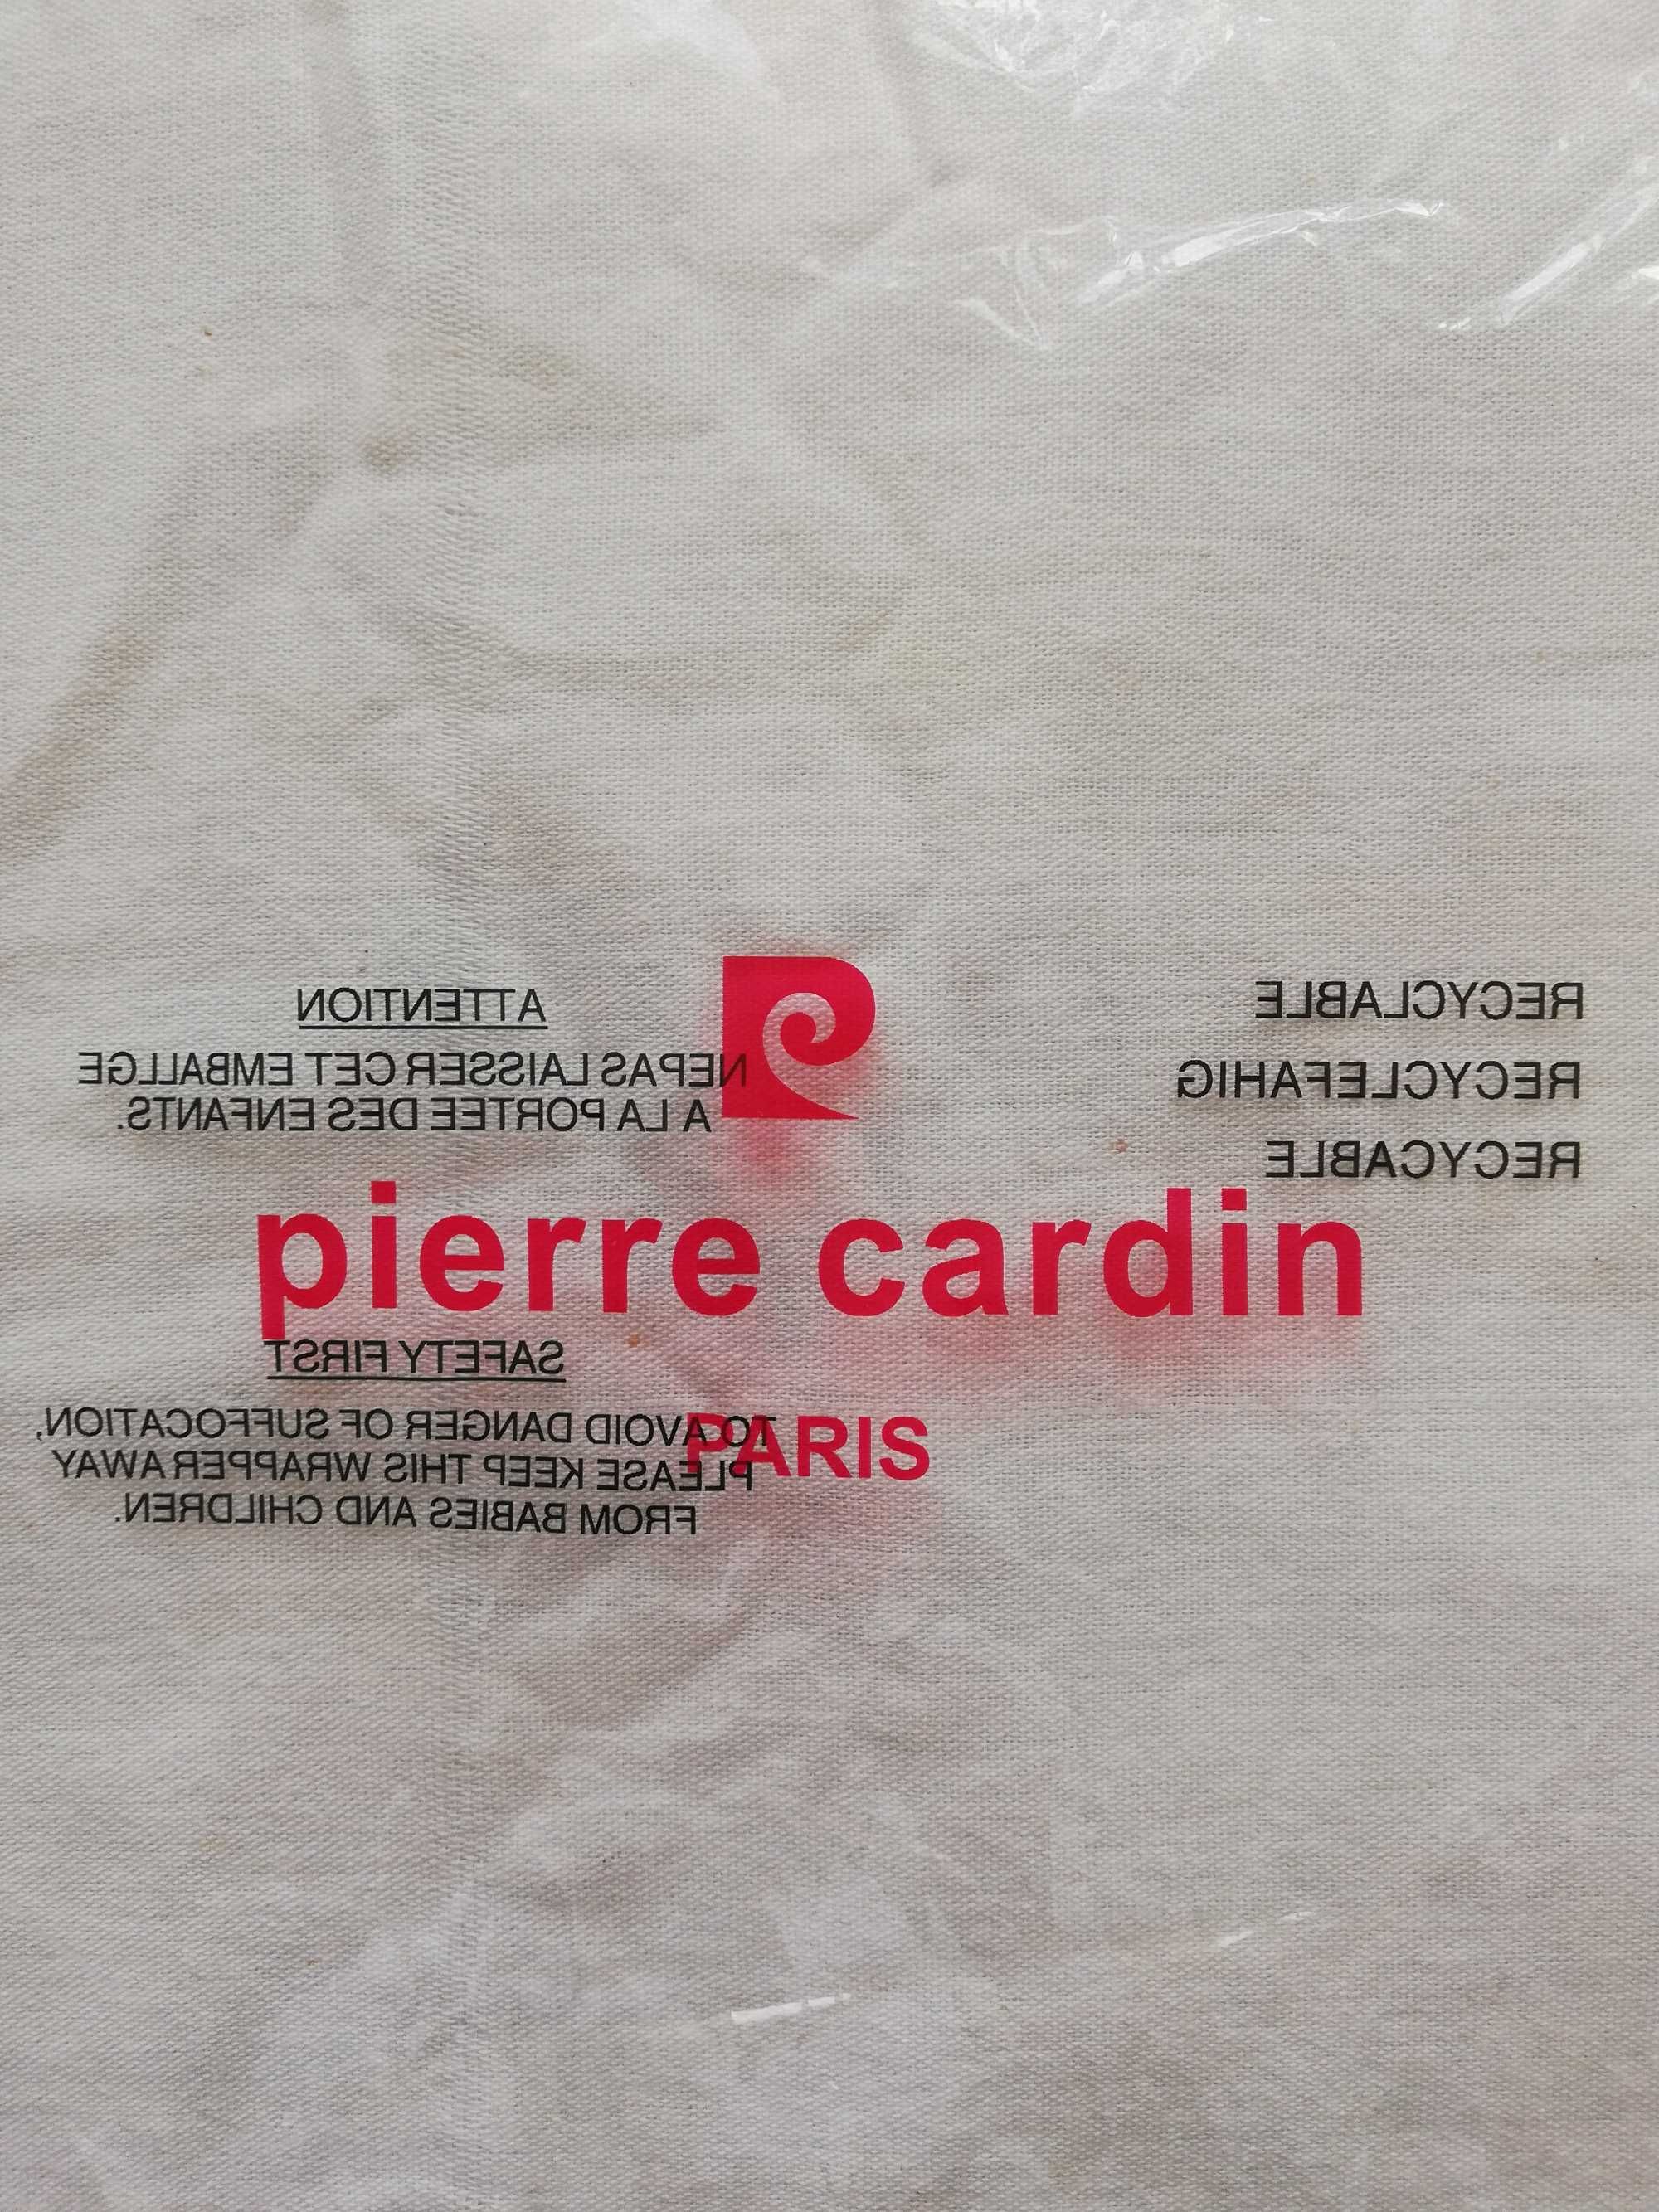 ATTENTION
NEPAS LAISSER CET EMBALLGE
A LA PORTEE DES ENFANTS.
RECYCLABLE
RECYCLEFAHIG
RECYCABLE
pierre cardin
SAFETY FIRST
TO AVOID DANGER OF SUFFOCATION,
PLEASE KEEP THIS WRAPPER AWAY
FROM BABIES AND CHILDREN.
PARIS